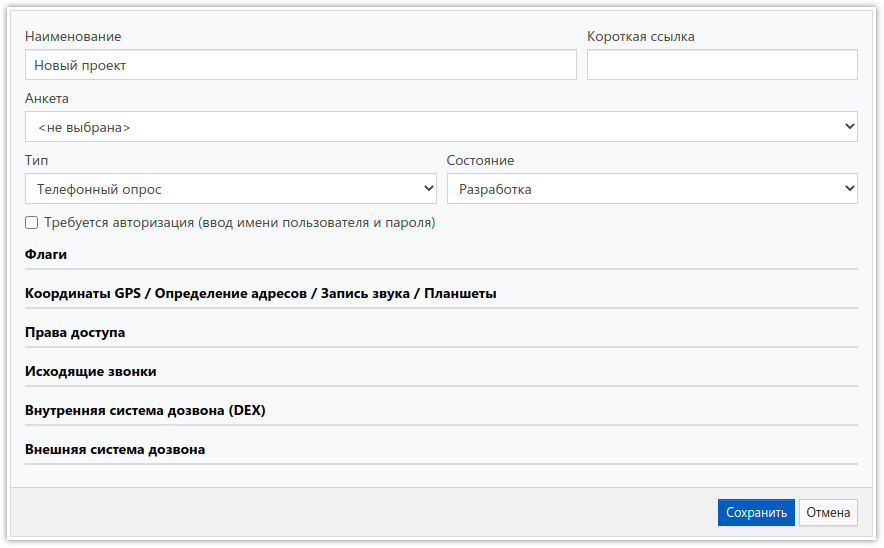 Наименование
Короткая ссылка
Новый проект
Анкета
<не выбрана>
Тип
Состояние
Телефонный опрос
Разработка
Требуется авторизация (ввод имени пользователя и пароля)
Флаги
Координаты GPS / Определение адресов / Запись звука / Планшеты
Права доступа
Исходящие звонки
Внутренняя система дозвона (DEX)
Внешняя система дозвона
Сохранить
Отмена